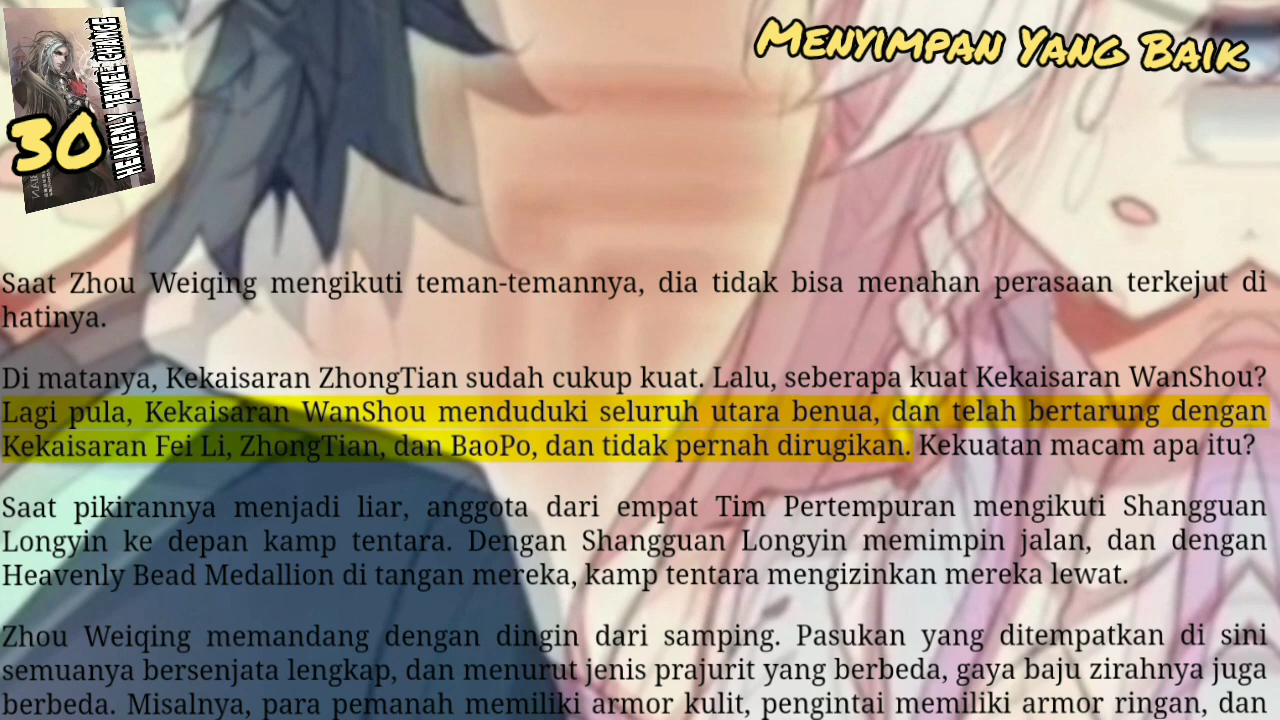 Menyimpan Yang Baik
30
HEAVENLY JEWEL CHANGE
Saat Zhou Weiqing mengikuti teman-temannya, dia tidak bisa menahan perasaan terkejut di
hatinya.
Di matanya, Kekaisaran ZhongTian sudah cukup kuat. Lalu, seberapa kuat Kekaisaran WanShou?
Lagi pula, Kekaisaran WanShou menduduki seluruh utara benua, dan telah bertarung dengan
Kekaisaran Fei Li, ZhongTian, dan BaoPo, dan tidak pernah dirugikan. Kekuatan macam apa itu?
Saat pikirannya menjadi liar, anggota dari empat Tim Pertempuran mengikuti Shangguan
Longyin ke depan kamp tentara. Dengan Shangguan Longyin memimpin jalan, dan dengan
Heavenly Bead Medallion di tangan mereka, kamp tentara mengizinkan mereka lewat.
Zhou Weiqing memandang dengan dingin dari samping. Pasukan yang ditempatkan di sini
semuanya bersenjata lengkap, dan menurut jenis prajurit yang berbeda, gaya baju zirahnya juga
berbeda. Misalnya, para pemanah memiliki armor kulit, pengintai memiliki armor ringan, dan